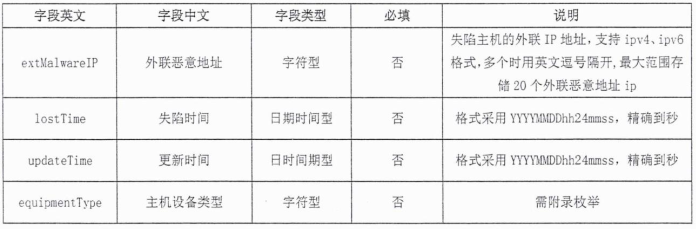 字段英文 字段中文 字段类型 必填 说明
extMalwareIP 外联恶意地址 字符型 否 失陷主机的外联 IP 地址,支持 ipv4、ipv6
格式,多个时用英文逗号隔开,最大范围存
储 20 个外联恶意地址 ip
lostTime 失陷时间 日期时间型 否 格式采用 YYYYMMDDhh24mmss，精确到秒
updateTime 更新时间 日时间期型 否 格式采用 YYYYMMDDhh24mmss，精确到秒
equipmentType 主机设备类型 字符型 否 需附录枚举